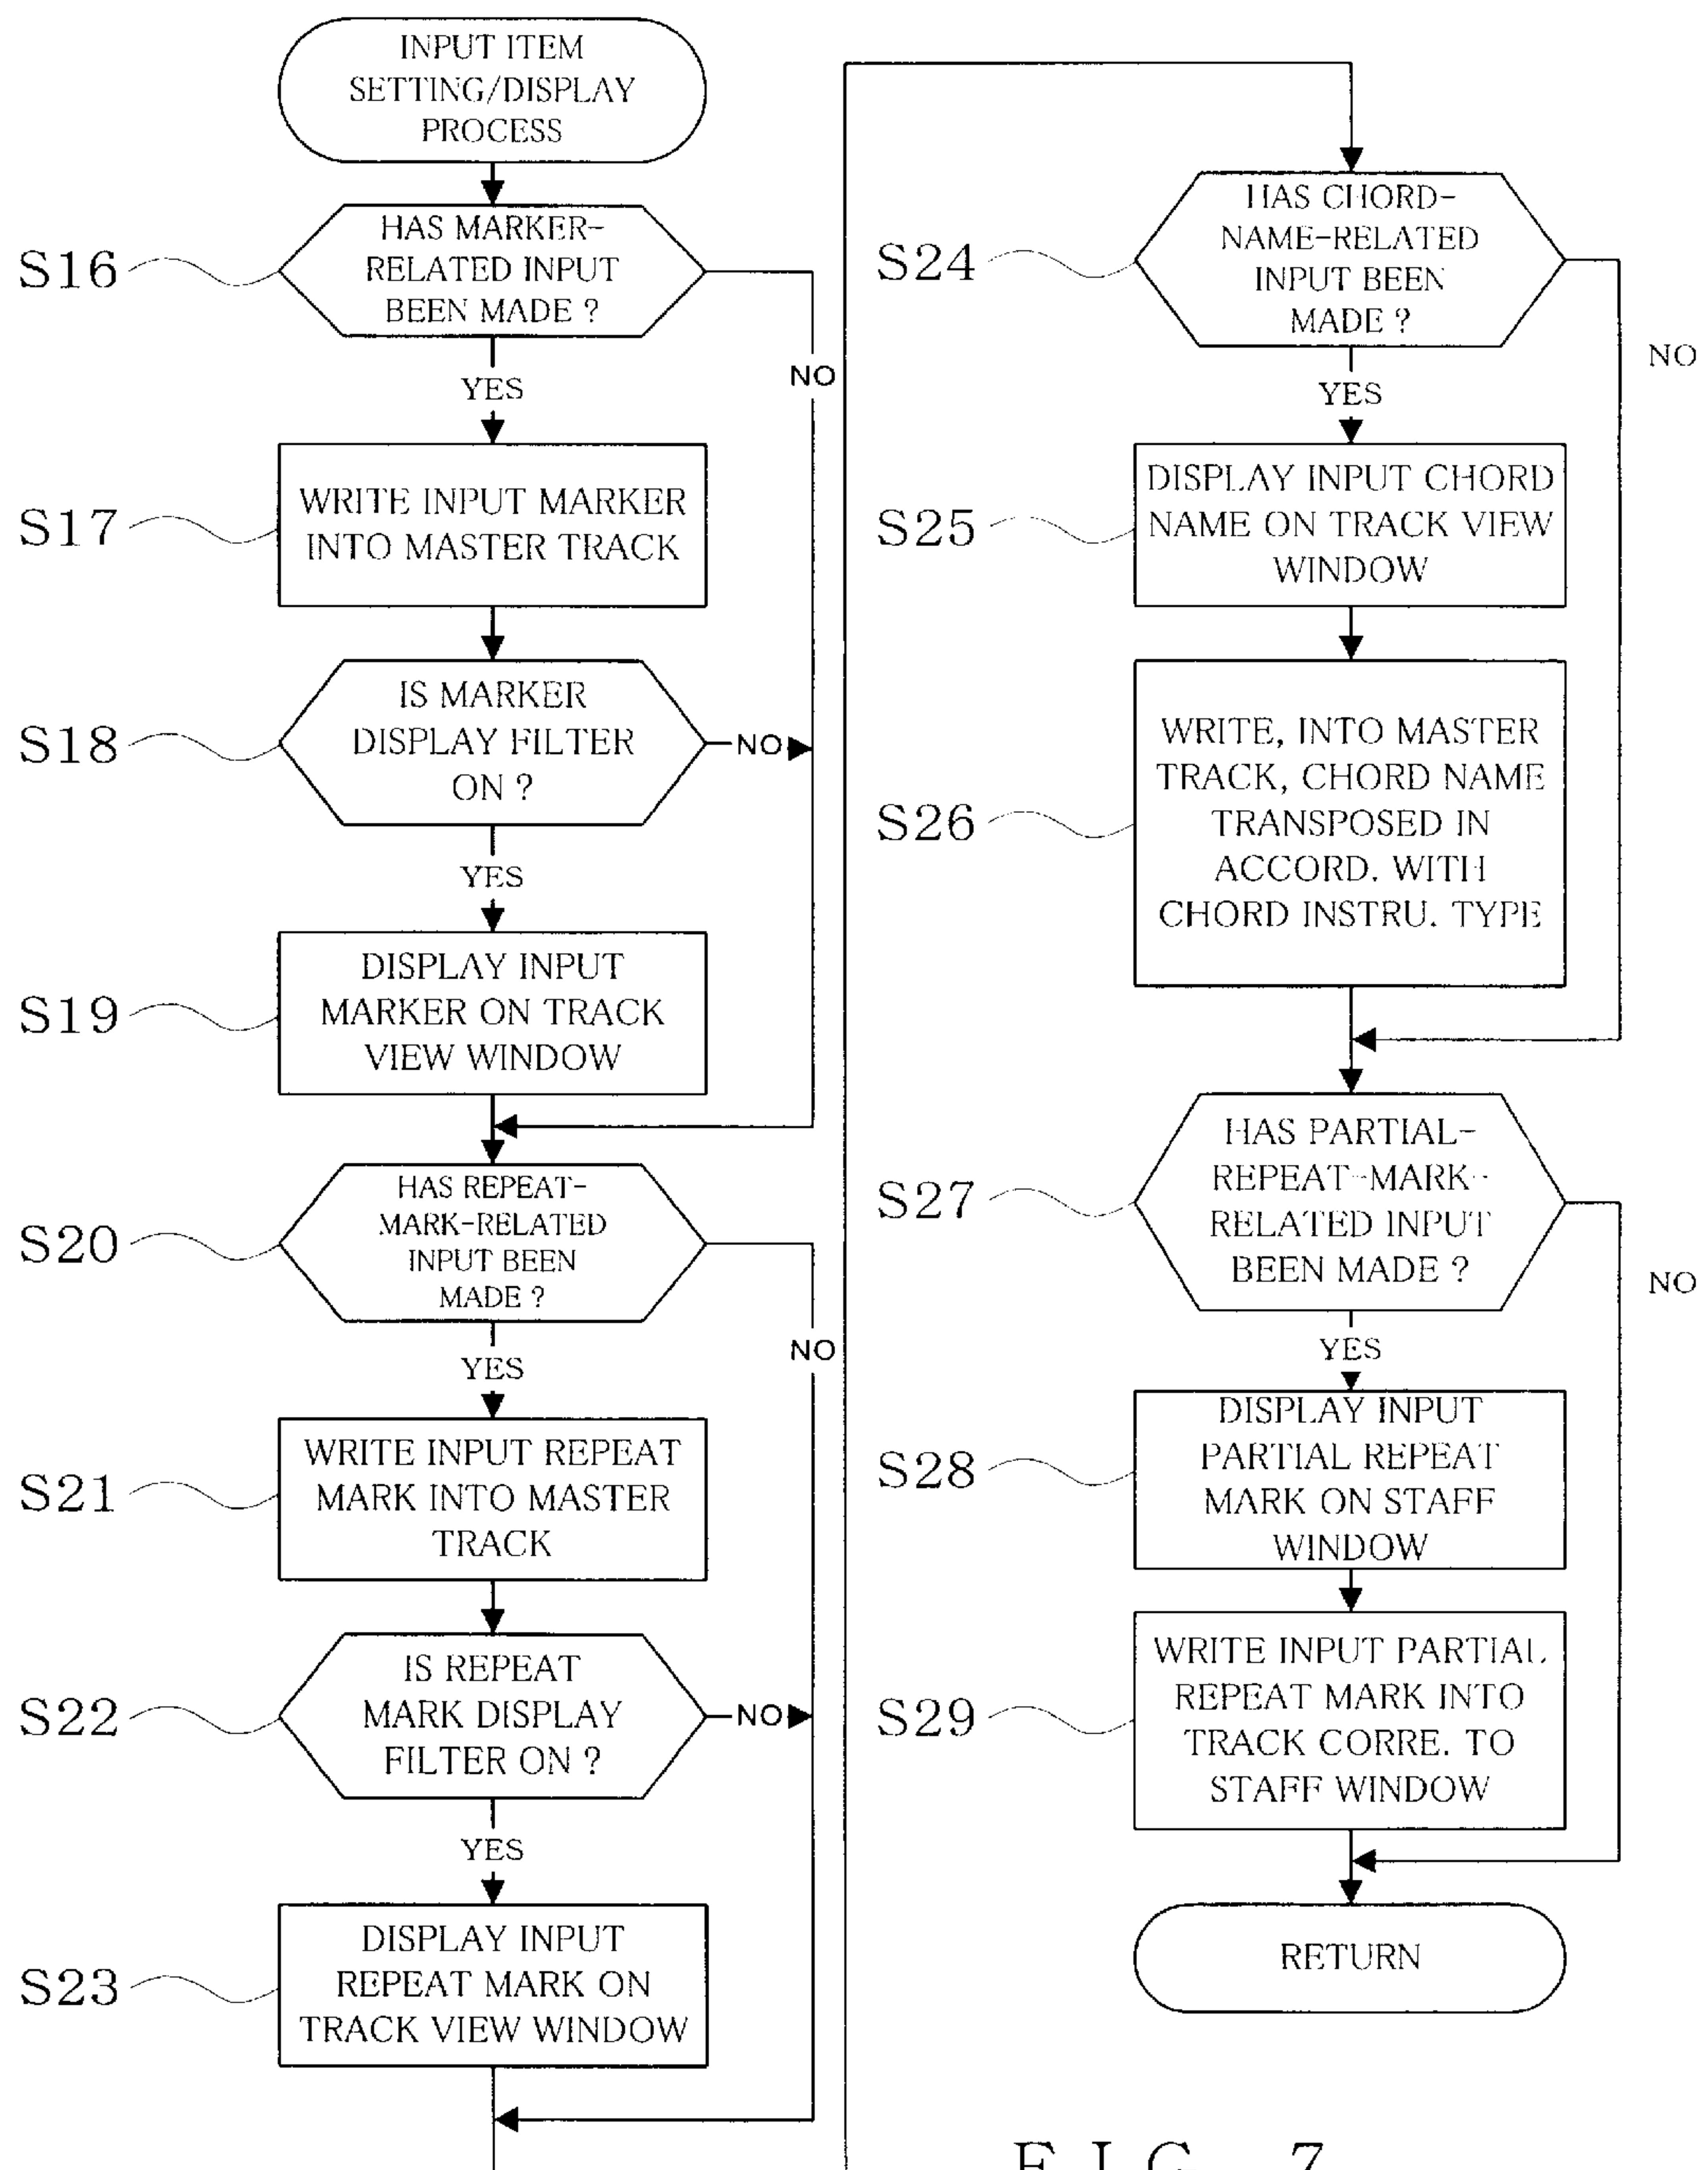 INPUT ITEM
SETTING/DISPLAY
PROCESS
S16
HAS MARKER-
RELATED INPUT
BEEN MADE ?
NO
YES
S17
WRITE INPUT MARKER
INTO MASTER TRACK
S18
IS MARKER
DISPLAY FILTER
ON ?
NO
YES
S19
DISPLAY INPUT
MARKER ON TRACK
VIEW WINDOW
S20
HAS REPEAT-
MARK-RELATED
INPUT BEEN
MADE ?
NO
YES
S21
WRITE INPUT REPEAT
MARK INTO MASTER
TRACK
S22
IS REPEAT
MARK DISPLAY
FILTER ON ?
NO
YES
S23
DISPLAY INPUT
REPEAT MARK ON
TRACK VIEW WINDOW
S24
HAS CHORD-
NAME-RELATED
INPUT BEEN
MADE ?
NO
YES
S25
DISPLAY INPUT CHORD
NAME ON TRACK VIEW
WINDOW
S26
WRITE, INTO MASTER
TRACK, CHORD NAME
TRANSPOSED IN
ACCORD. WITH
CHORD INSTRU. TYPE
S27
HAS PARTIAL-
REPEAT-MARK-
RELATED INPUT
BEEN MADE ?
NO
YES
S28
DISPLAY INPUT
PARTIAL REPEAT
MARK ON STAFF
WINDOW
S29
WRITE INPUT PARTIAL
REPEAT MARK INTO
TRACK CORRE. TO
STAFF WINDOW
RETURN
FIG. 7